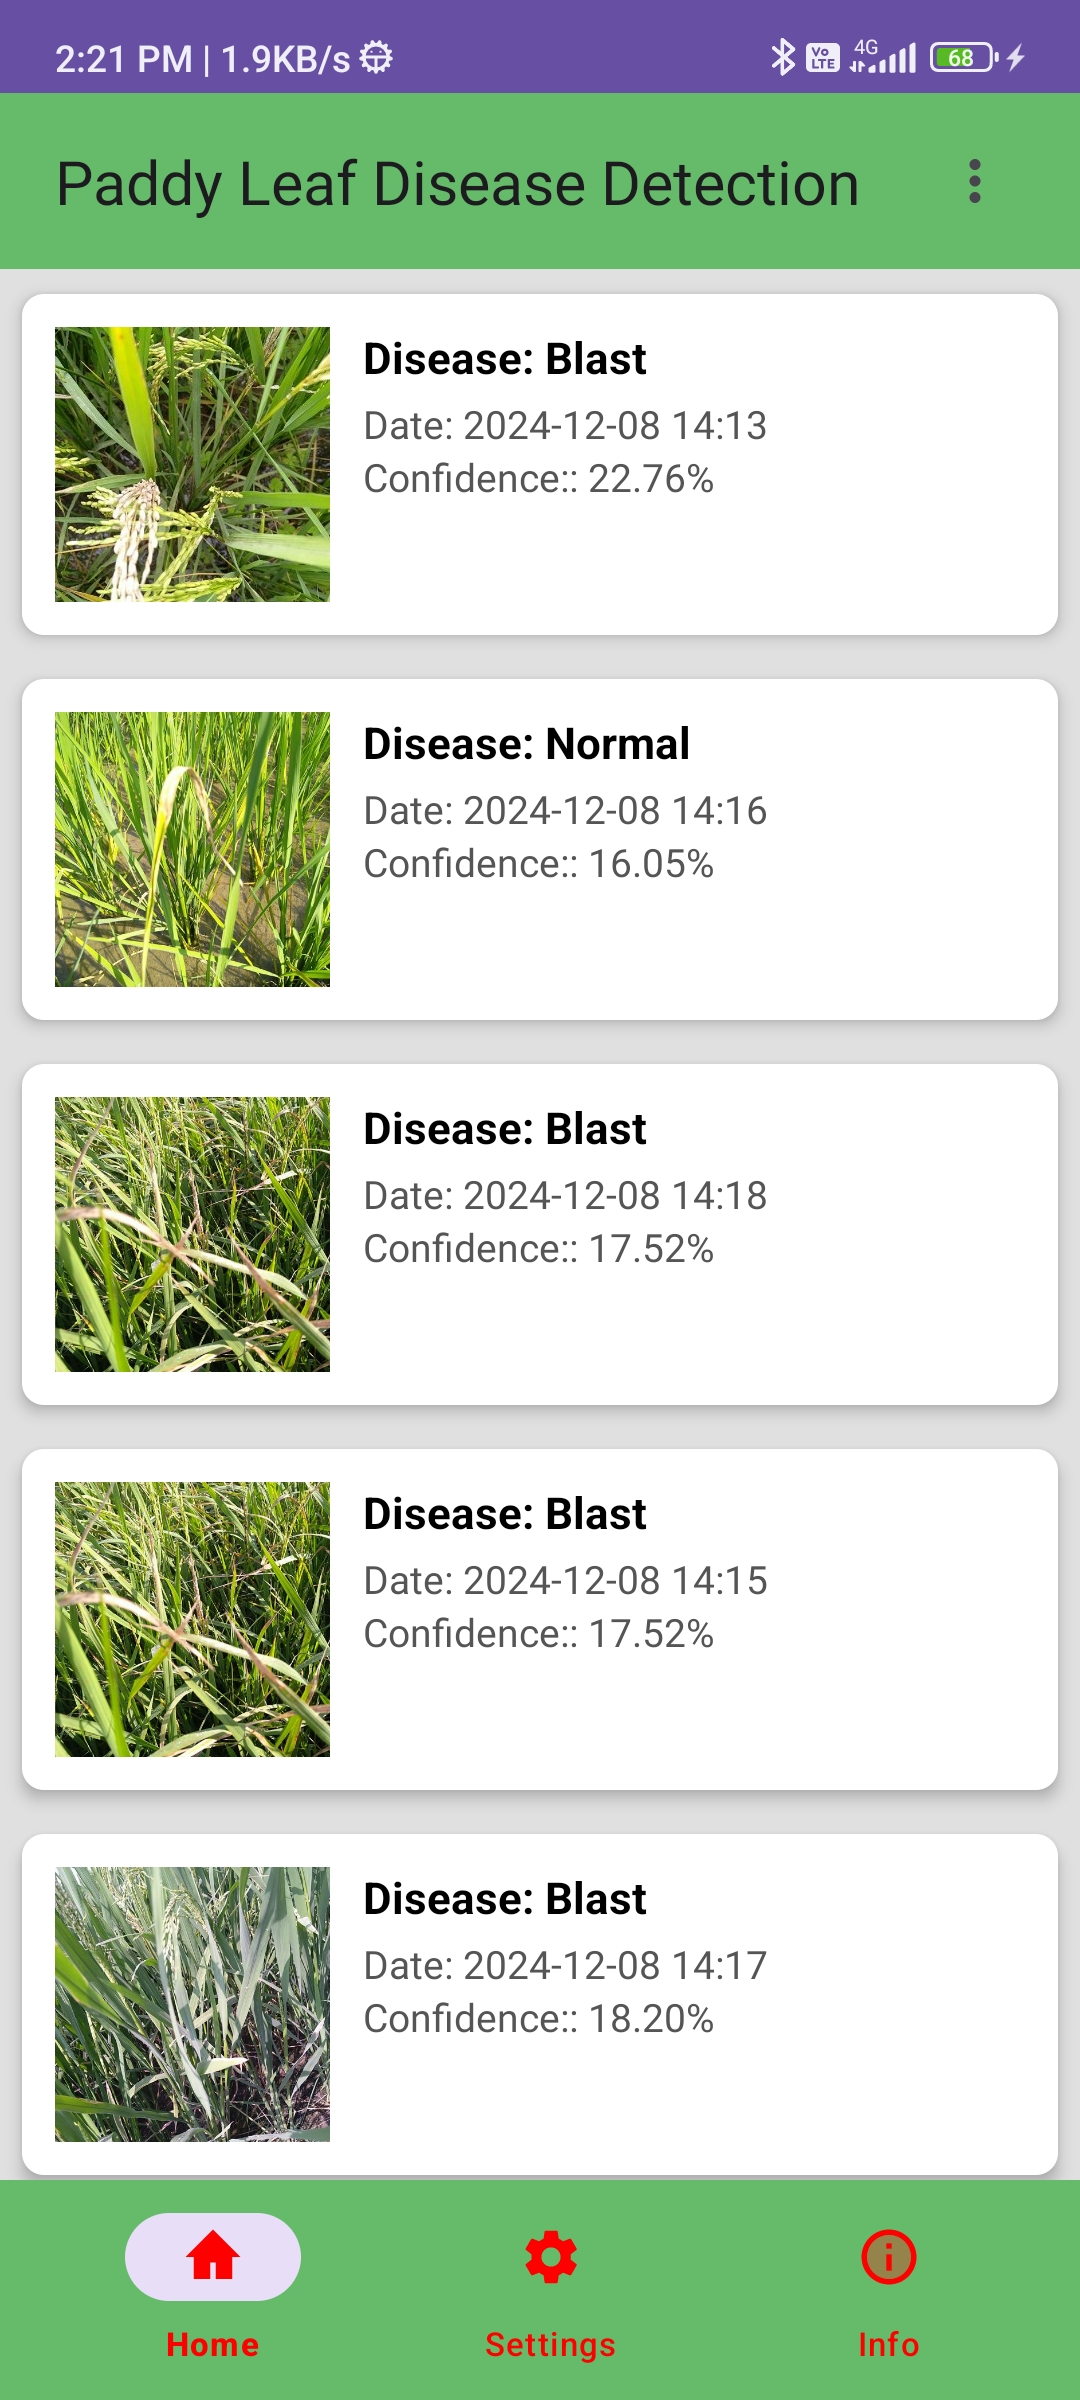 2:21 PM | 1.9KB/s
Vo LTE 4G 68
Paddy Leaf Disease Detection
Disease: Blast
Date: 2024-12-08 14:13
Confidence:: 22.76%
Disease: Normal
Date: 2024-12-08 14:16
Confidence:: 16.05%
Disease: Blast
Date: 2024-12-08 14:18
Confidence:: 17.52%
Disease: Blast
Date: 2024-12-08 14:15
Confidence:: 17.52%
Disease: Blast
Date: 2024-12-08 14:17
Confidence:: 18.20%
Home
Settings
Info